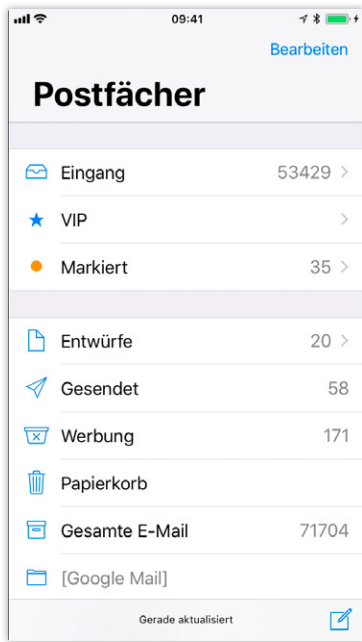 09:41
Bearbeiten
Postfächer
Eingang 53429
VIP
Markiert 35
Entwürfe 20
Gesendet 58
Werbung 171
Papierkorb
Gesamte E-Mail 71704
[Google Mail]
Gerade aktualisiert